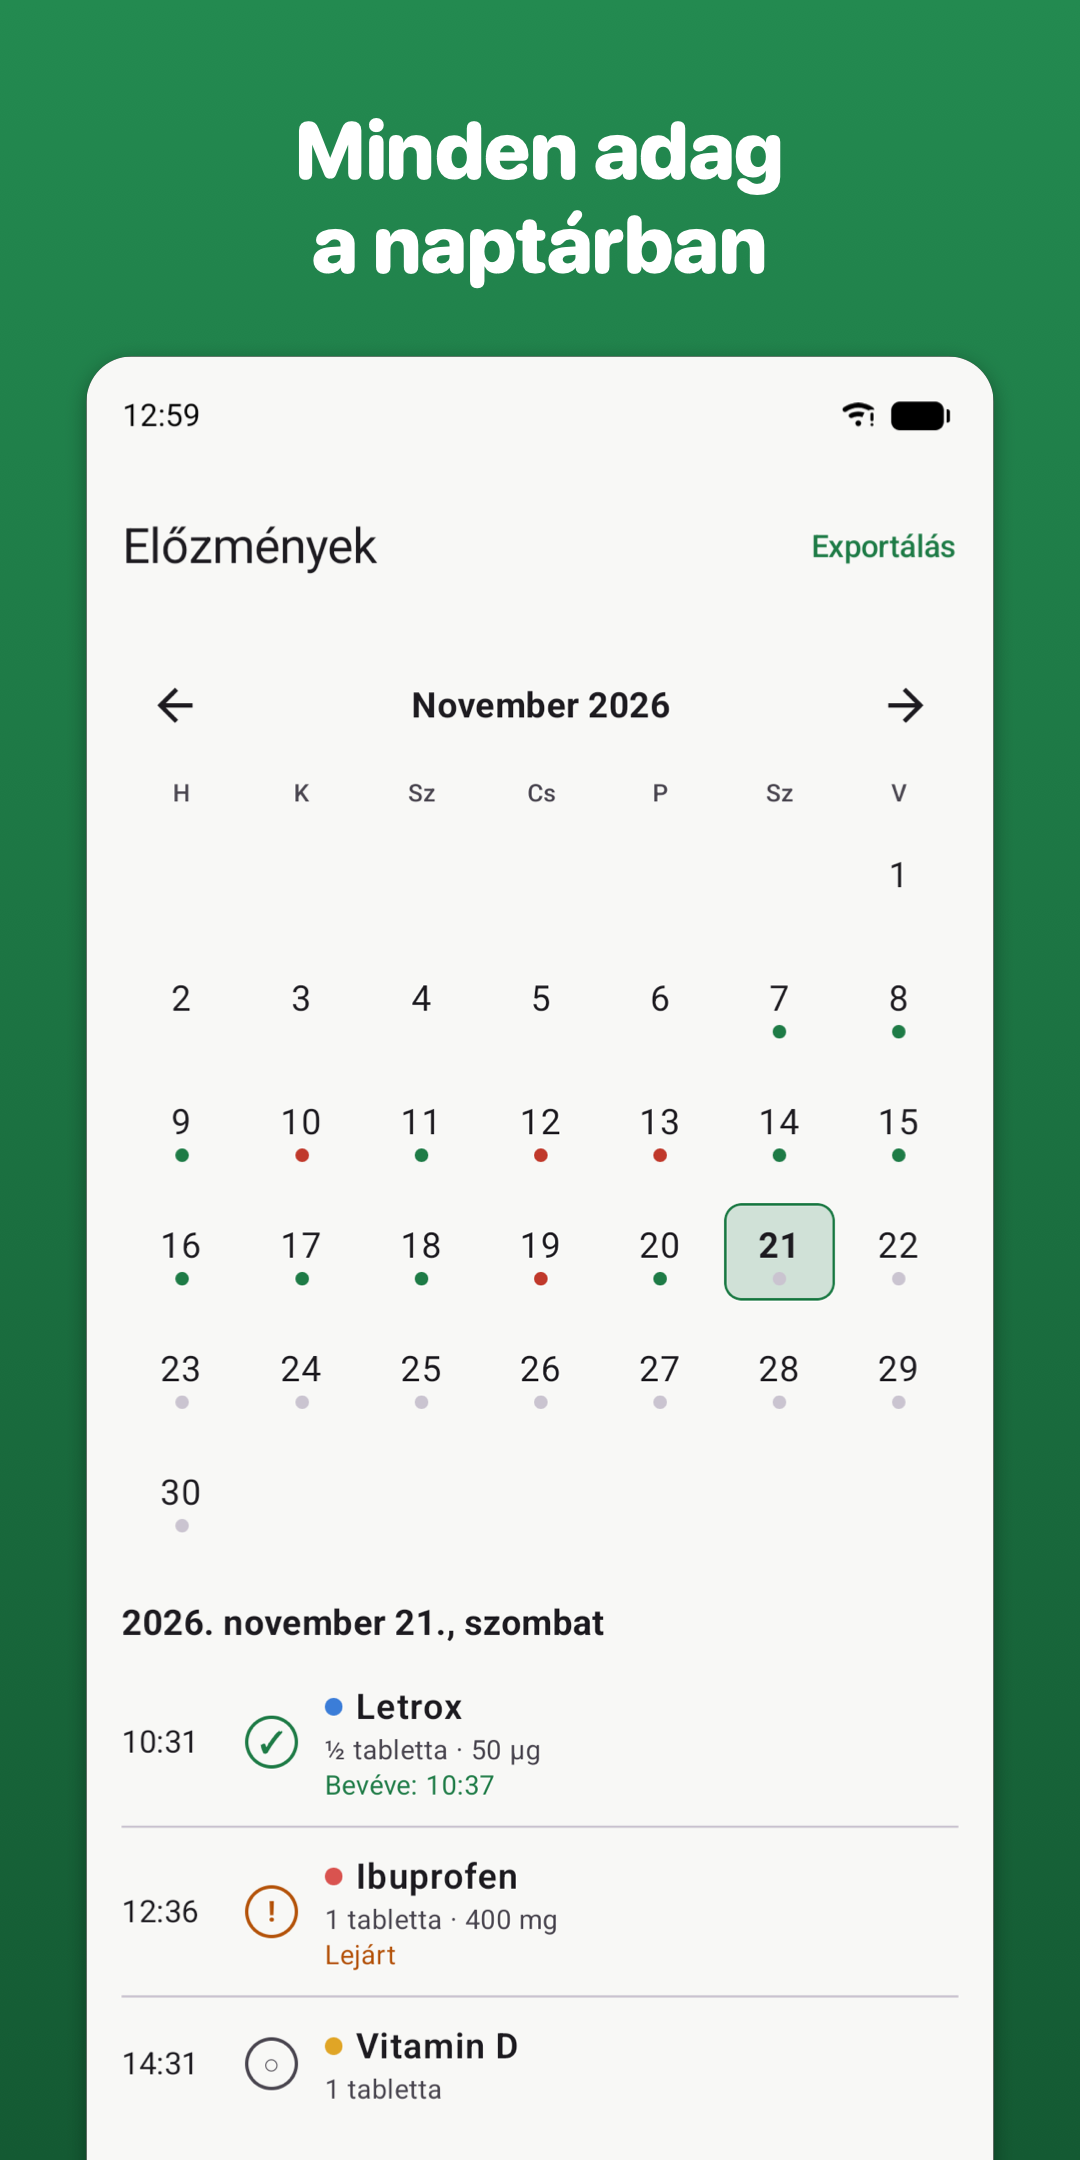 Minden adag
a naptárban
12:59
Előzmények
Exportálás
November 2026
H K Sz Cs P Sz V
1
2 3 4 5 6 7 8
9 10 11 12 13 14 15
16 17 18 19 20 21 22
23 24 25 26 27 28 29
30
2026. november 21., szombat
10:31
✓
Letrox
½ tabletta · 50 µg
Bevéve: 10:37
12:36
!
Ibuprofen
1 tabletta · 400 mg
Lejárt
14:31
Vitamin D
1 tabletta